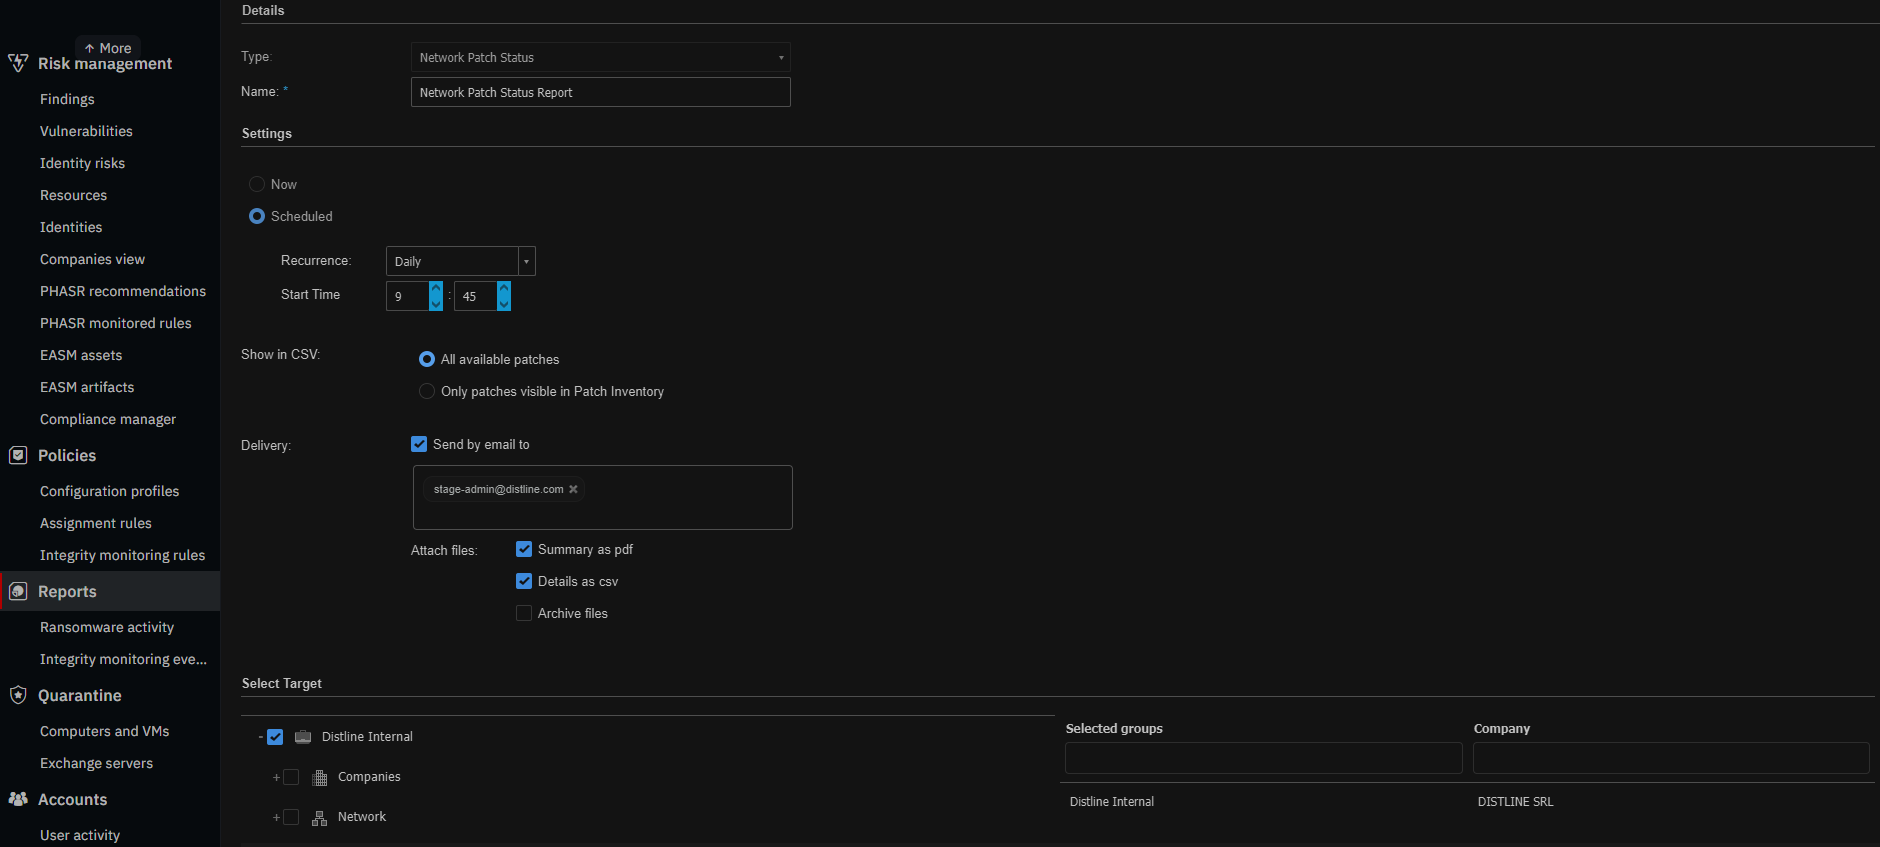 More
Risk management
Findings
Vulnerabilities
Identity risks
Resources
Identities
Companies view
PHASR recommendations
PHASR monitored rules
EASM assets
EASM artifacts
Compliance manager
Policies
Configuration profiles
Assignment rules
Integrity monitoring rules
Reports
Ransomware activity
Integrity monitoring eve...
Quarantine
Computers and VMs
Exchange servers
Accounts
User activity
Details
Type: Network Patch Status
Name: * Network Patch Status Report
Settings
Now
Scheduled
Recurrence: Daily
Start Time 9 : 45
Show in CSV: All available patches
Only patches visible in Patch Inventory
Delivery: Send by email to
stage-admin@distline.com
Attach files: Summary as pdf
Details as csv
Archive files
Select Target
Distline Internal
Companies
Network
Selected groups Company
Distline Internal DISTLINE SRL